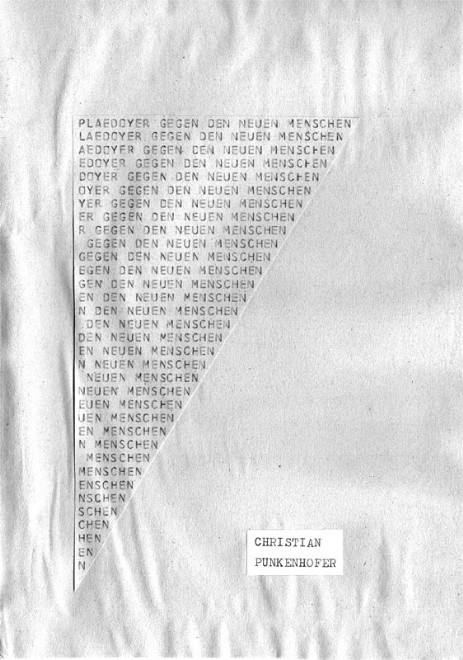 PLAEDOYER GEGEN DEN NEUEN MENSCHEN
LAEDOYER GEGEN DEN NEUEN MENSCHEN
AEDOYER GEGEN DEN NEUEN MENSCHEN
EDOYER GEGEN DEN NEUEN MENSCHEN
DOYER GEGEN DEN NEUEN MENSCHEN
OYER GEGEN DEN NEUEN MENSCHEN
YER GEGEN DEN NEUEN MENSCHEN
ER GEGEN DEN NEUEN MENSCHEN
R GEGEN DEN NEUEN MENSCHEN
GEGEN DEN NEUEN MENSCHEN
GEGEN DEN NEUEN MENSCHEN
EGEN DEN NEUEN MENSCHEN
GEN DEN NEUEN MENSCHEN
EN DEN NEUEN MENSCHEN
N DEN NEUEN MENSCHEN
DEN NEUEN MENSCHEN
DEN NEUEN MENSCHEN
EN NEUEN MENSCHEN
N NEUEN MENSCHEN
NEUEN MENSCHEN
NEUEN MENSCHEN
EUEN MENSCHEN
UEN MENSCHEN
EN MENSCHEN
N MENSCHEN
MENSCHEN
MENSCHEN
ENSCHEN
NSCHEN
SCHEN
CHEN
HEN
EN
N
CHRISTIAN
PUNKENHOFER